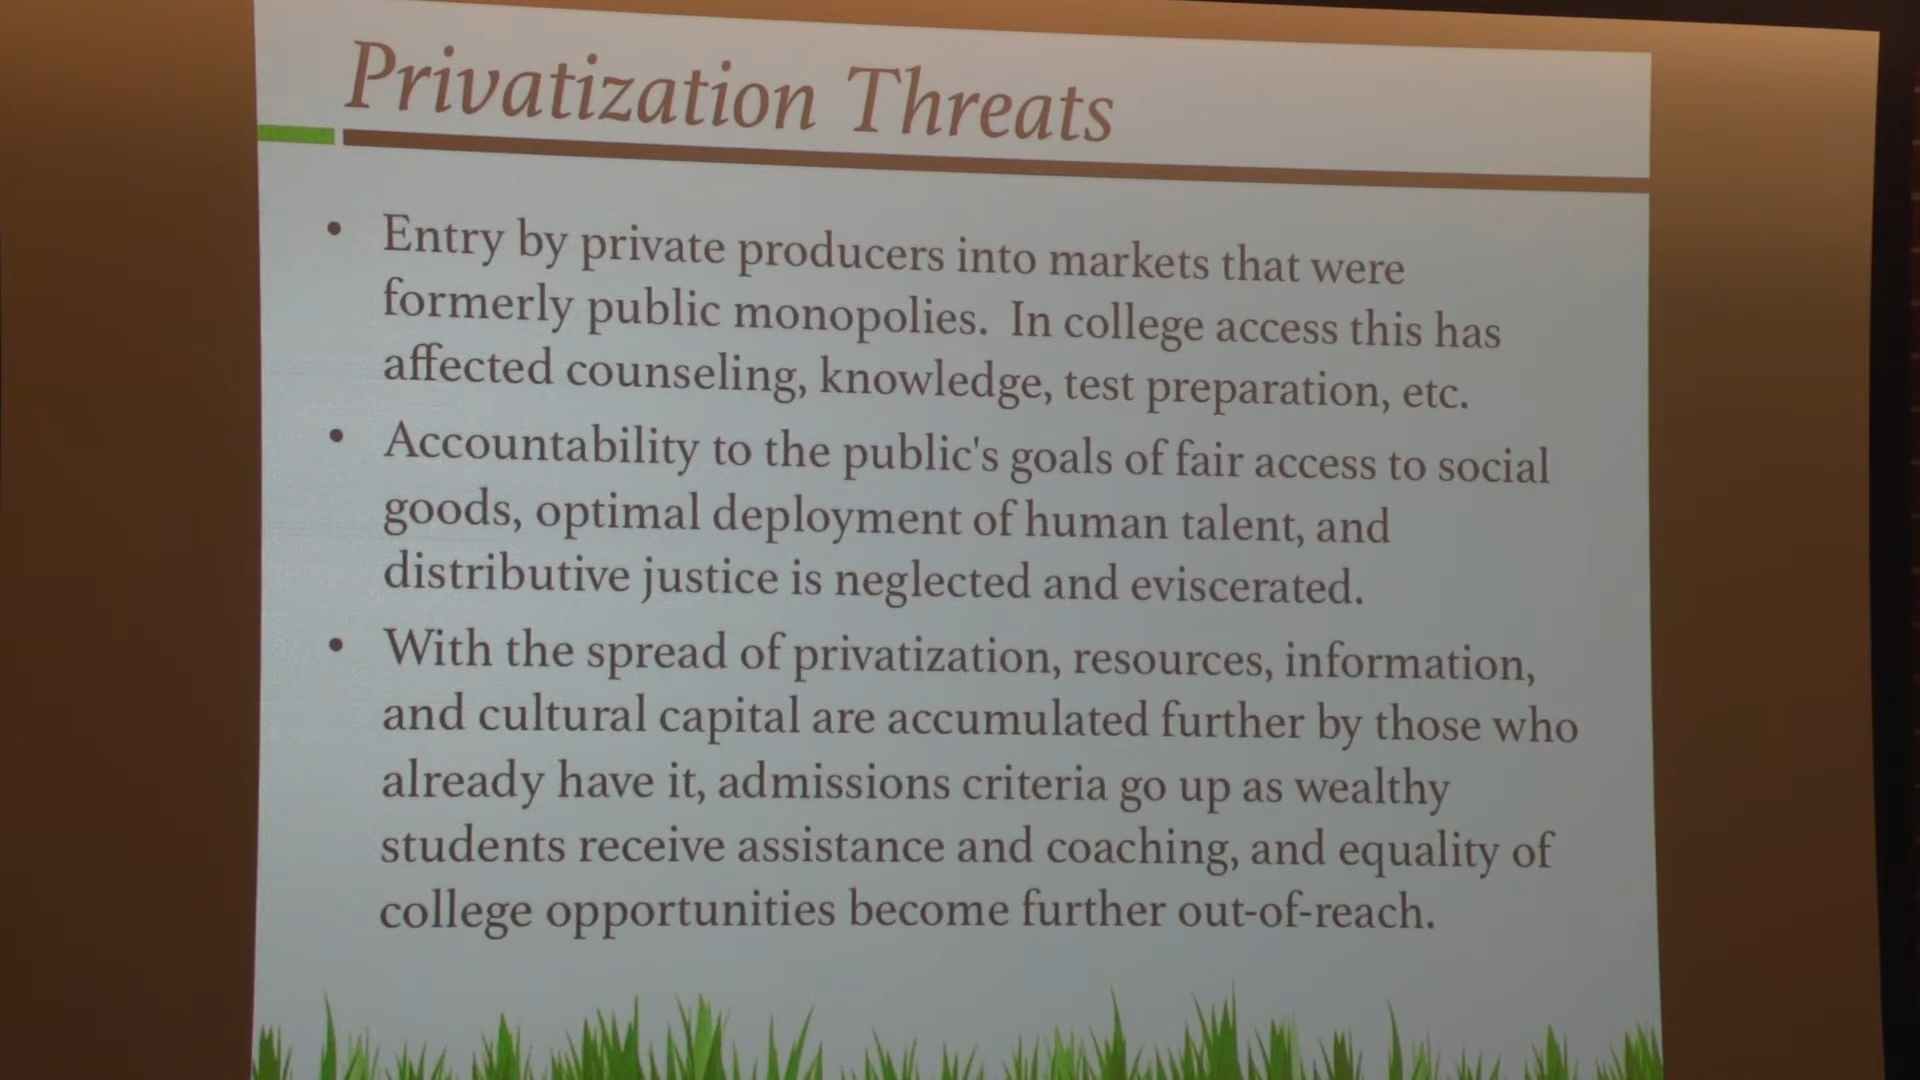 Privatization Threats
• Entry by private producers into markets that were
formerly public monopolies.  In college access this has
affected counseling, knowledge, test preparation, etc.
• Accountability to the public's goals of fair access to social
goods, optimal deployment of human talent, and
distributive justice is neglected and eviscerated.
• With the spread of privatization, resources, information,
and cultural capital are accumulated further by those who
already have it, admissions criteria go up as wealthy
students receive assistance and coaching, and equality of
college opportunities become further out-of-reach.